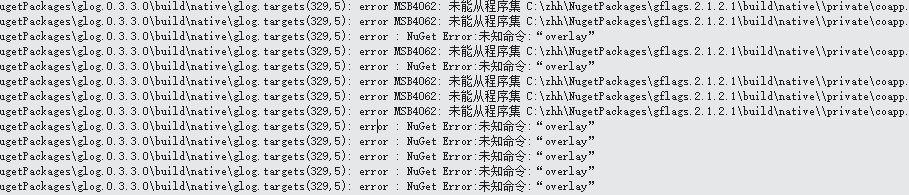 ugetPackages\glog.0.3.3.0\build\native\glog.targets(329,5): error MSB4062: 未能从程序集 C:\zhh\NugetPackages\gflags.2.1.2.1\build\native\\private\coapp.
ugetPackages\glog.0.3.3.0\build\native\glog.targets(329,5): error MSB4062: 未能从程序集 C:\zhh\NugetPackages\gflags.2.1.2.1\build\native\\private\coapp.
ugetPackages\glog.0.3.3.0\build\native\glog.targets(329,5): error : NuGet Error:未知命令:“overlay”
ugetPackages\glog.0.3.3.0\build\native\glog.targets(329,5): error MSB4062: 未能从程序集 C:\zhh\NugetPackages\gflags.2.1.2.1\build\native\\private\coapp.
ugetPackages\glog.0.3.3.0\build\native\glog.targets(329,5): error : NuGet Error:未知命令:“overlay”
ugetPackages\glog.0.3.3.0\build\native\glog.targets(329,5): error MSB4062: 未能从程序集 C:\zhh\NugetPackages\gflags.2.1.2.1\build\native\\private\coapp.
ugetPackages\glog.0.3.3.0\build\native\glog.targets(329,5): error MSB4062: 未能从程序集 C:\zhh\NugetPackages\gflags.2.1.2.1\build\native\\private\coapp.
ugetPackages\glog.0.3.3.0\build\native\glog.targets(329,5): error MSB4062: 未能从程序集 C:\zhh\NugetPackages\gflags.2.1.2.1\build\native\\private\coapp.
ugetPackages\glog.0.3.3.0\build\native\glog.targets(329,5): error : NuGet Error:未知命令:“overlay”
ugetPackages\glog.0.3.3.0\build\native\glog.targets(329,5): error : NuGet Error:未知命令:“overlay”
ugetPackages\glog.0.3.3.0\build\native\glog.targets(329,5): error : NuGet Error:未知命令:“overlay”
ugetPackages\glog.0.3.3.0\build\native\glog.targets(329,5): error : NuGet Error:未知命令:“overlay”
ugetPackages\glog.0.3.3.0\build\native\glog.targets(329,5): error : NuGet Error:未知命令:“overlay”